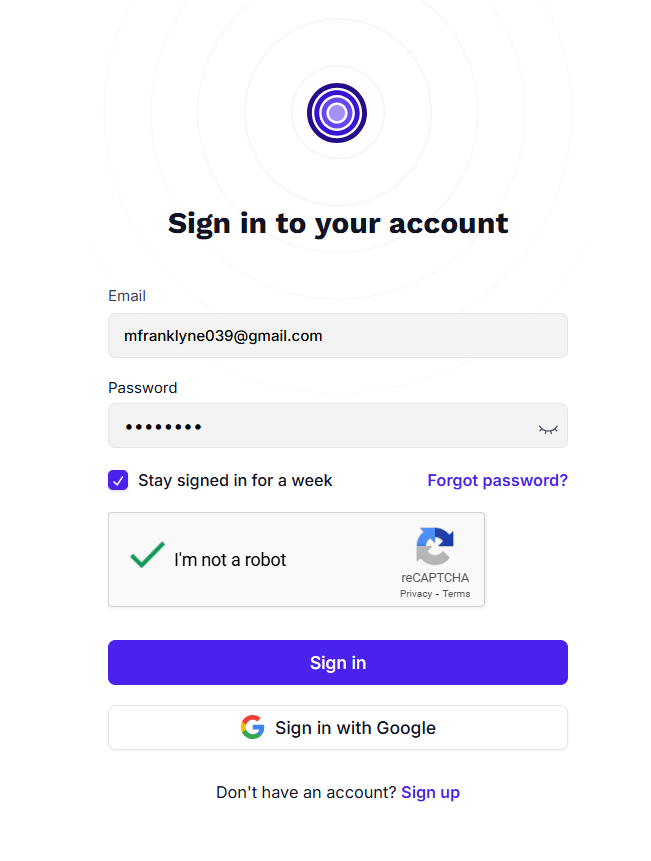 Sign in to your account
Email
mfranklyne039@gmail.com
Password
••••••••
Stay signed in for a week
Forgot password?
I'm not a robot
reCAPTCHA
Privacy - Terms
Sign in
Sign in with Google
Don't have an account? Sign up